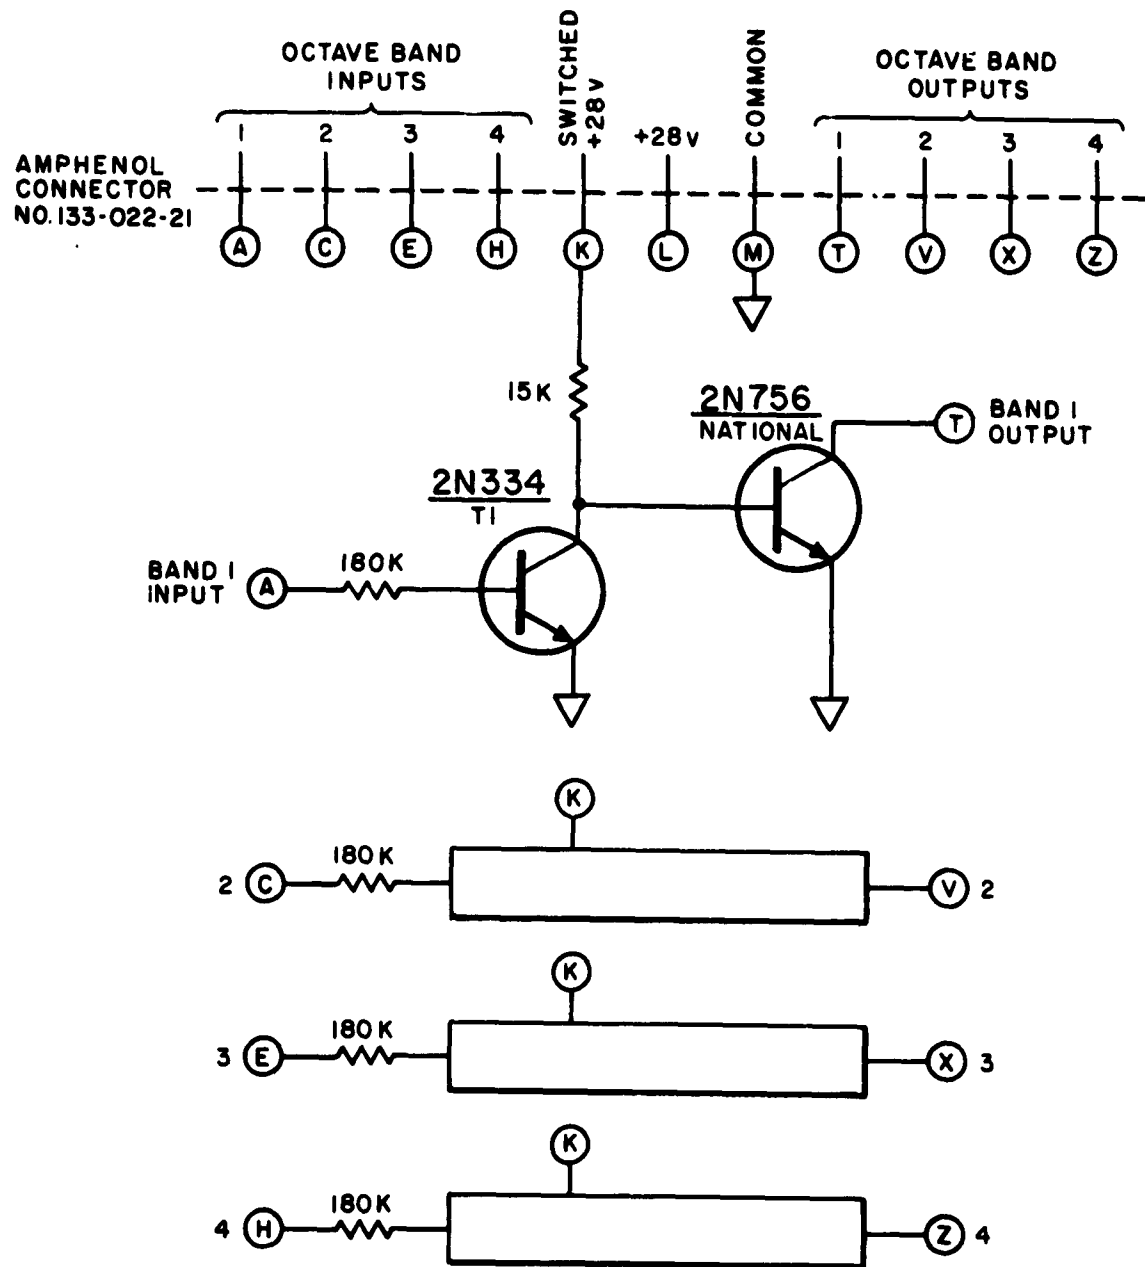 OCTAVE BAND
INPUTS
SWITCHED
+28V
COMMON
OCTAVE BAND
OUTPUTS
1 2 3 4 +28V 1 2 3 4
AMPHENOL
CONNECTOR
NO. 133-022-21
A C E H K L M T V X Z
15K
2N756
NATIONAL
T
BAND 1
OUTPUT
2N334
TI
180K
BAND 1
INPUT
A
K
180K
2 C V 2
K
180K
3 E X 3
K
180K
4 H Z 4